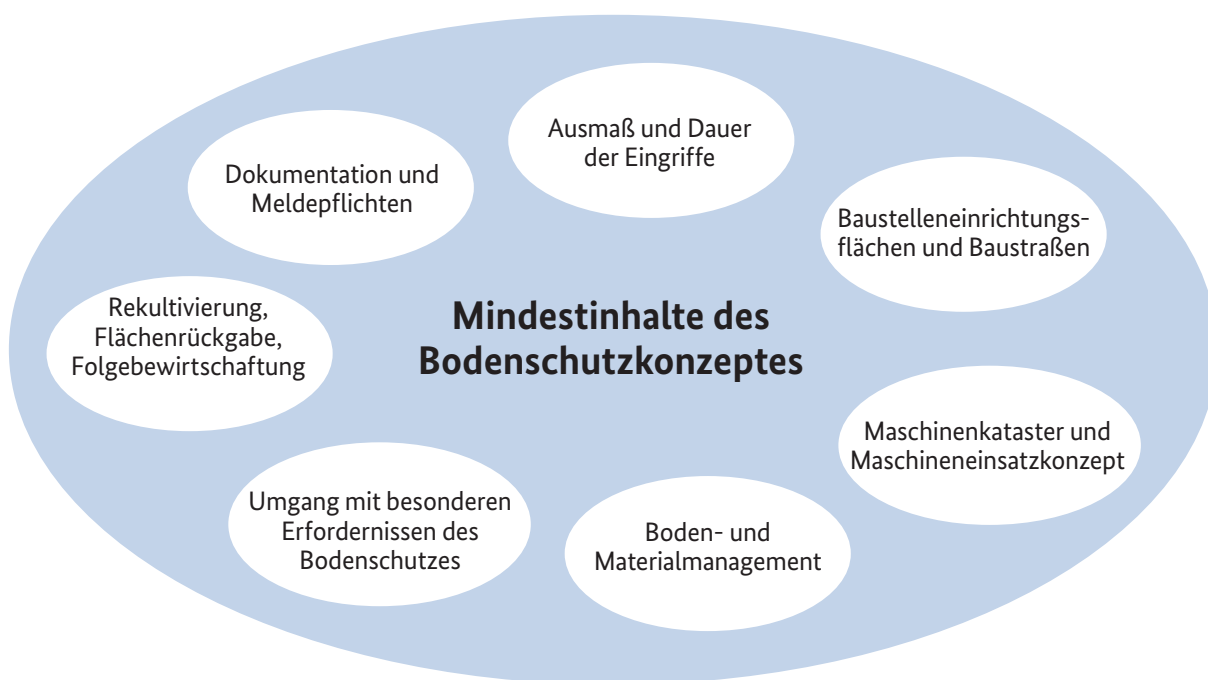 Mindestinhalte des
Bodenschutzkonzeptes
Ausmaß und Dauer
der Eingriffe
Baustelleneinrichtungs-
flächen und Baustraßen
Maschinenkataster und
Maschineneinsatzkonzept
Boden- und
Materialmanagement
Umgang mit besonderen
Erfordernissen des
Bodenschutzes
Rekultivierung,
Flächenrückgabe,
Folgebewirtschaftung
Dokumentation und
Meldepflichten